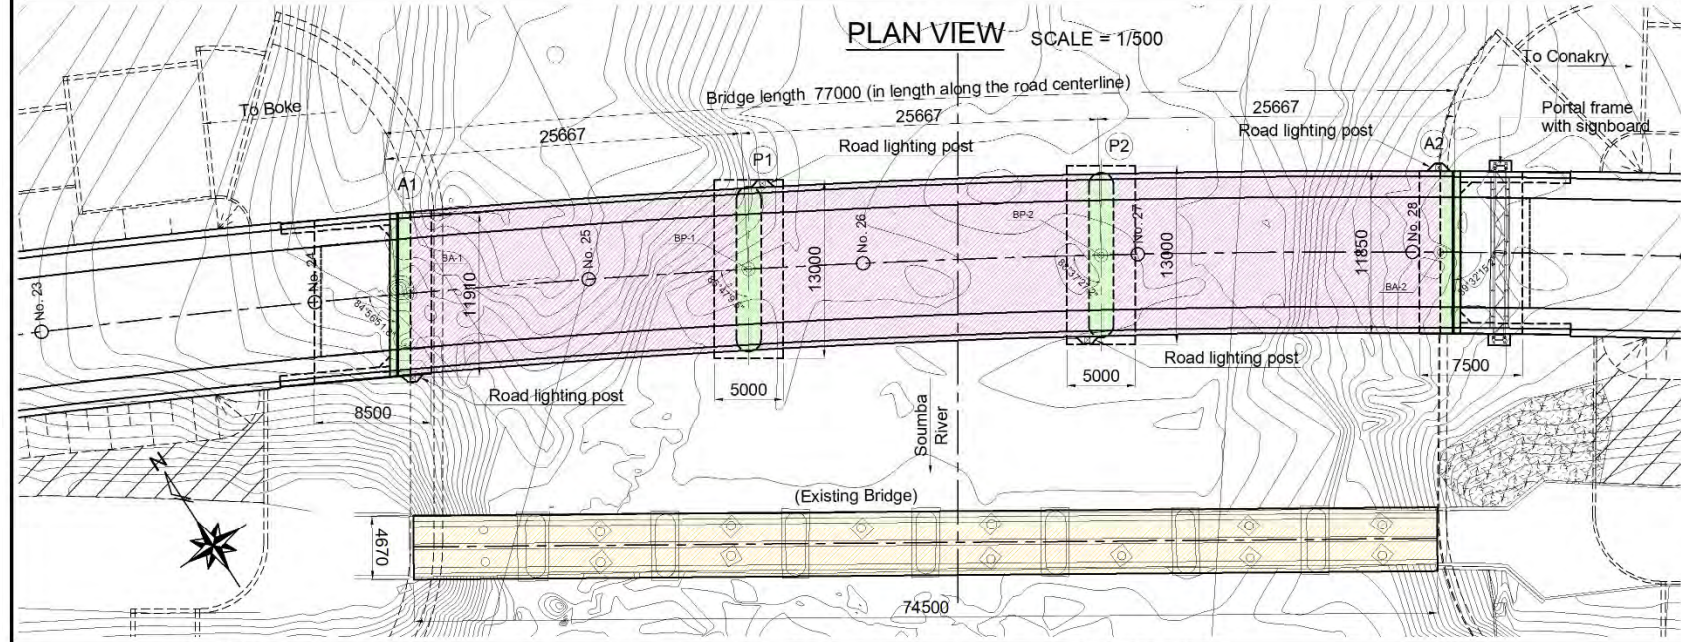 PLAN VIEW
SCALE = 1/500
To Boke
To Conakry
Bridge length 77000 (in length along the road centerline)
25667
25667
25667
Road lighting post
Road lighting post
Portal frame
with signboard
A1
P1
P2
A2
No. 23
No. 24
No. 25
No. 26
No. 27
No. 28
BA-1
BP-1
BP-2
BA-2
11910
13000
13000
11850
Road lighting post
Road lighting post
8500
5000
5000
7500
Soumba
River
N
(Existing Bridge)
4670
74500